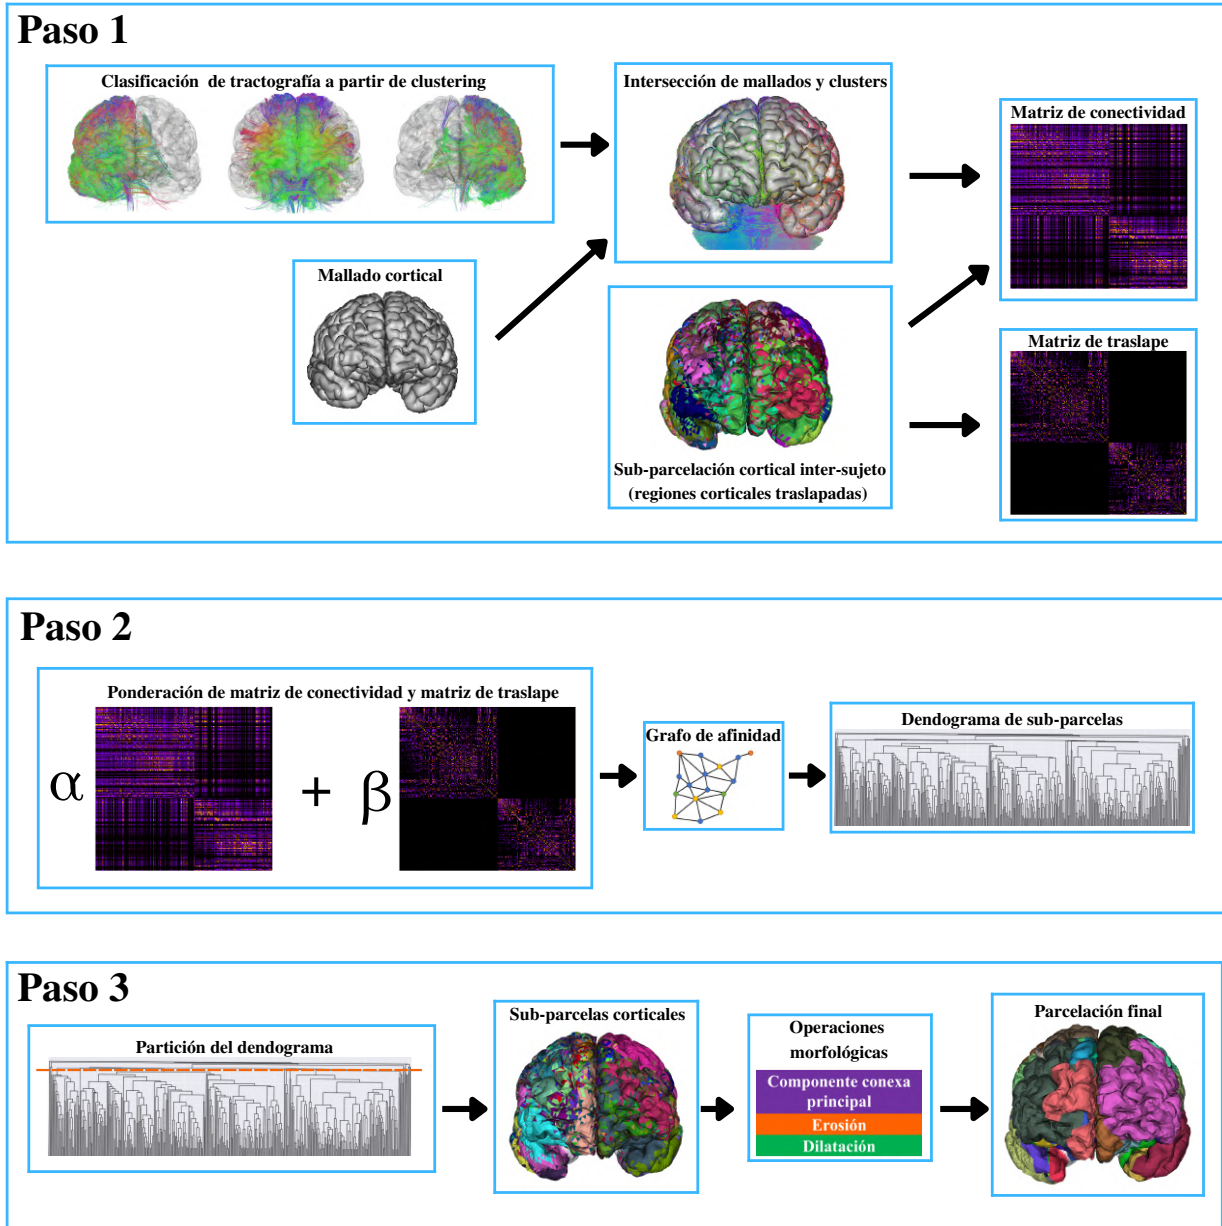 Paso 1
Clasificación de tractografía a partir de clustering
Intersección de mallados y clusters
Matriz de conectividad
Mallado cortical
Matriz de traslape
Sub-parcelación cortical inter-sujeto
(regiones corticales traslapadas)
Paso 2
Ponderación de matriz de conectividad y matriz de traslape
α + β
Grafo de afinidad
Dendograma de sub-parcelas
Paso 3
Partición del dendograma
Sub-parcelas corticales
Operaciones
morfológicas
Componente conexa
principal
Erosión
Dilatación
Parcelación final